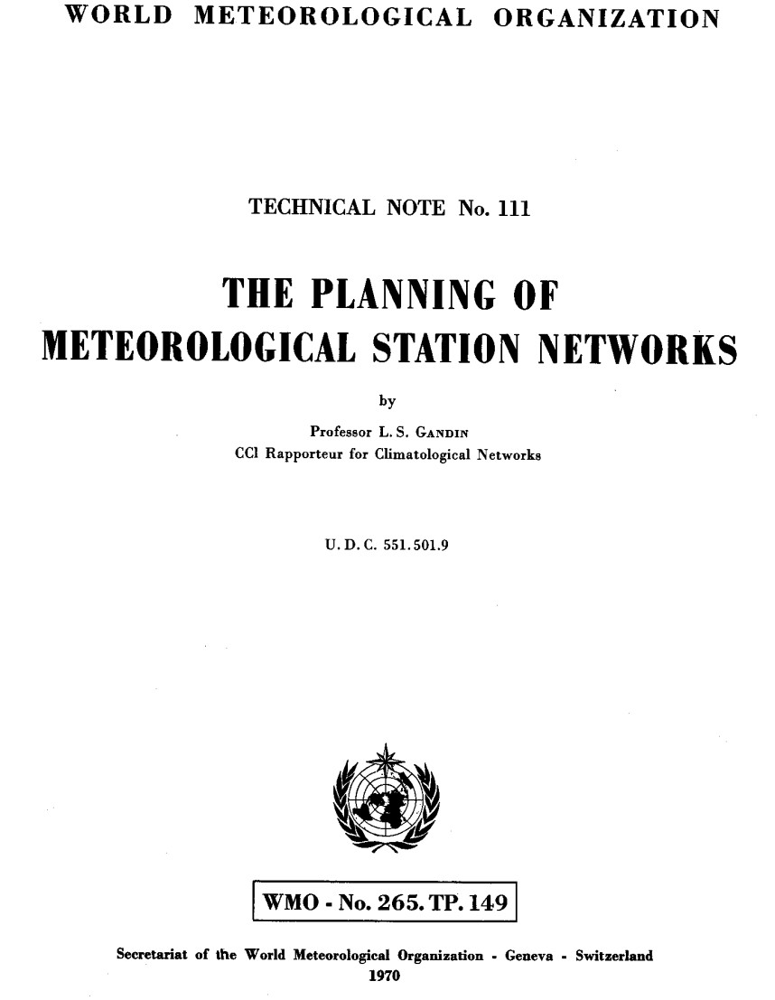 WORLD METEOROLOGICAL ORGANIZATION
TECHNICAL NOTE No. 111
THE PLANNING OF
METEOROLOGICAL STATION NETWORKS
by
Professor L. S. GANDIN
CCl Rapporteur for Climatological Networks
U. D. C. 551.501.9
WMO - No. 265. TP. 149
Secretariat of the World Meteorological Organization - Geneva - Switzerland
1970